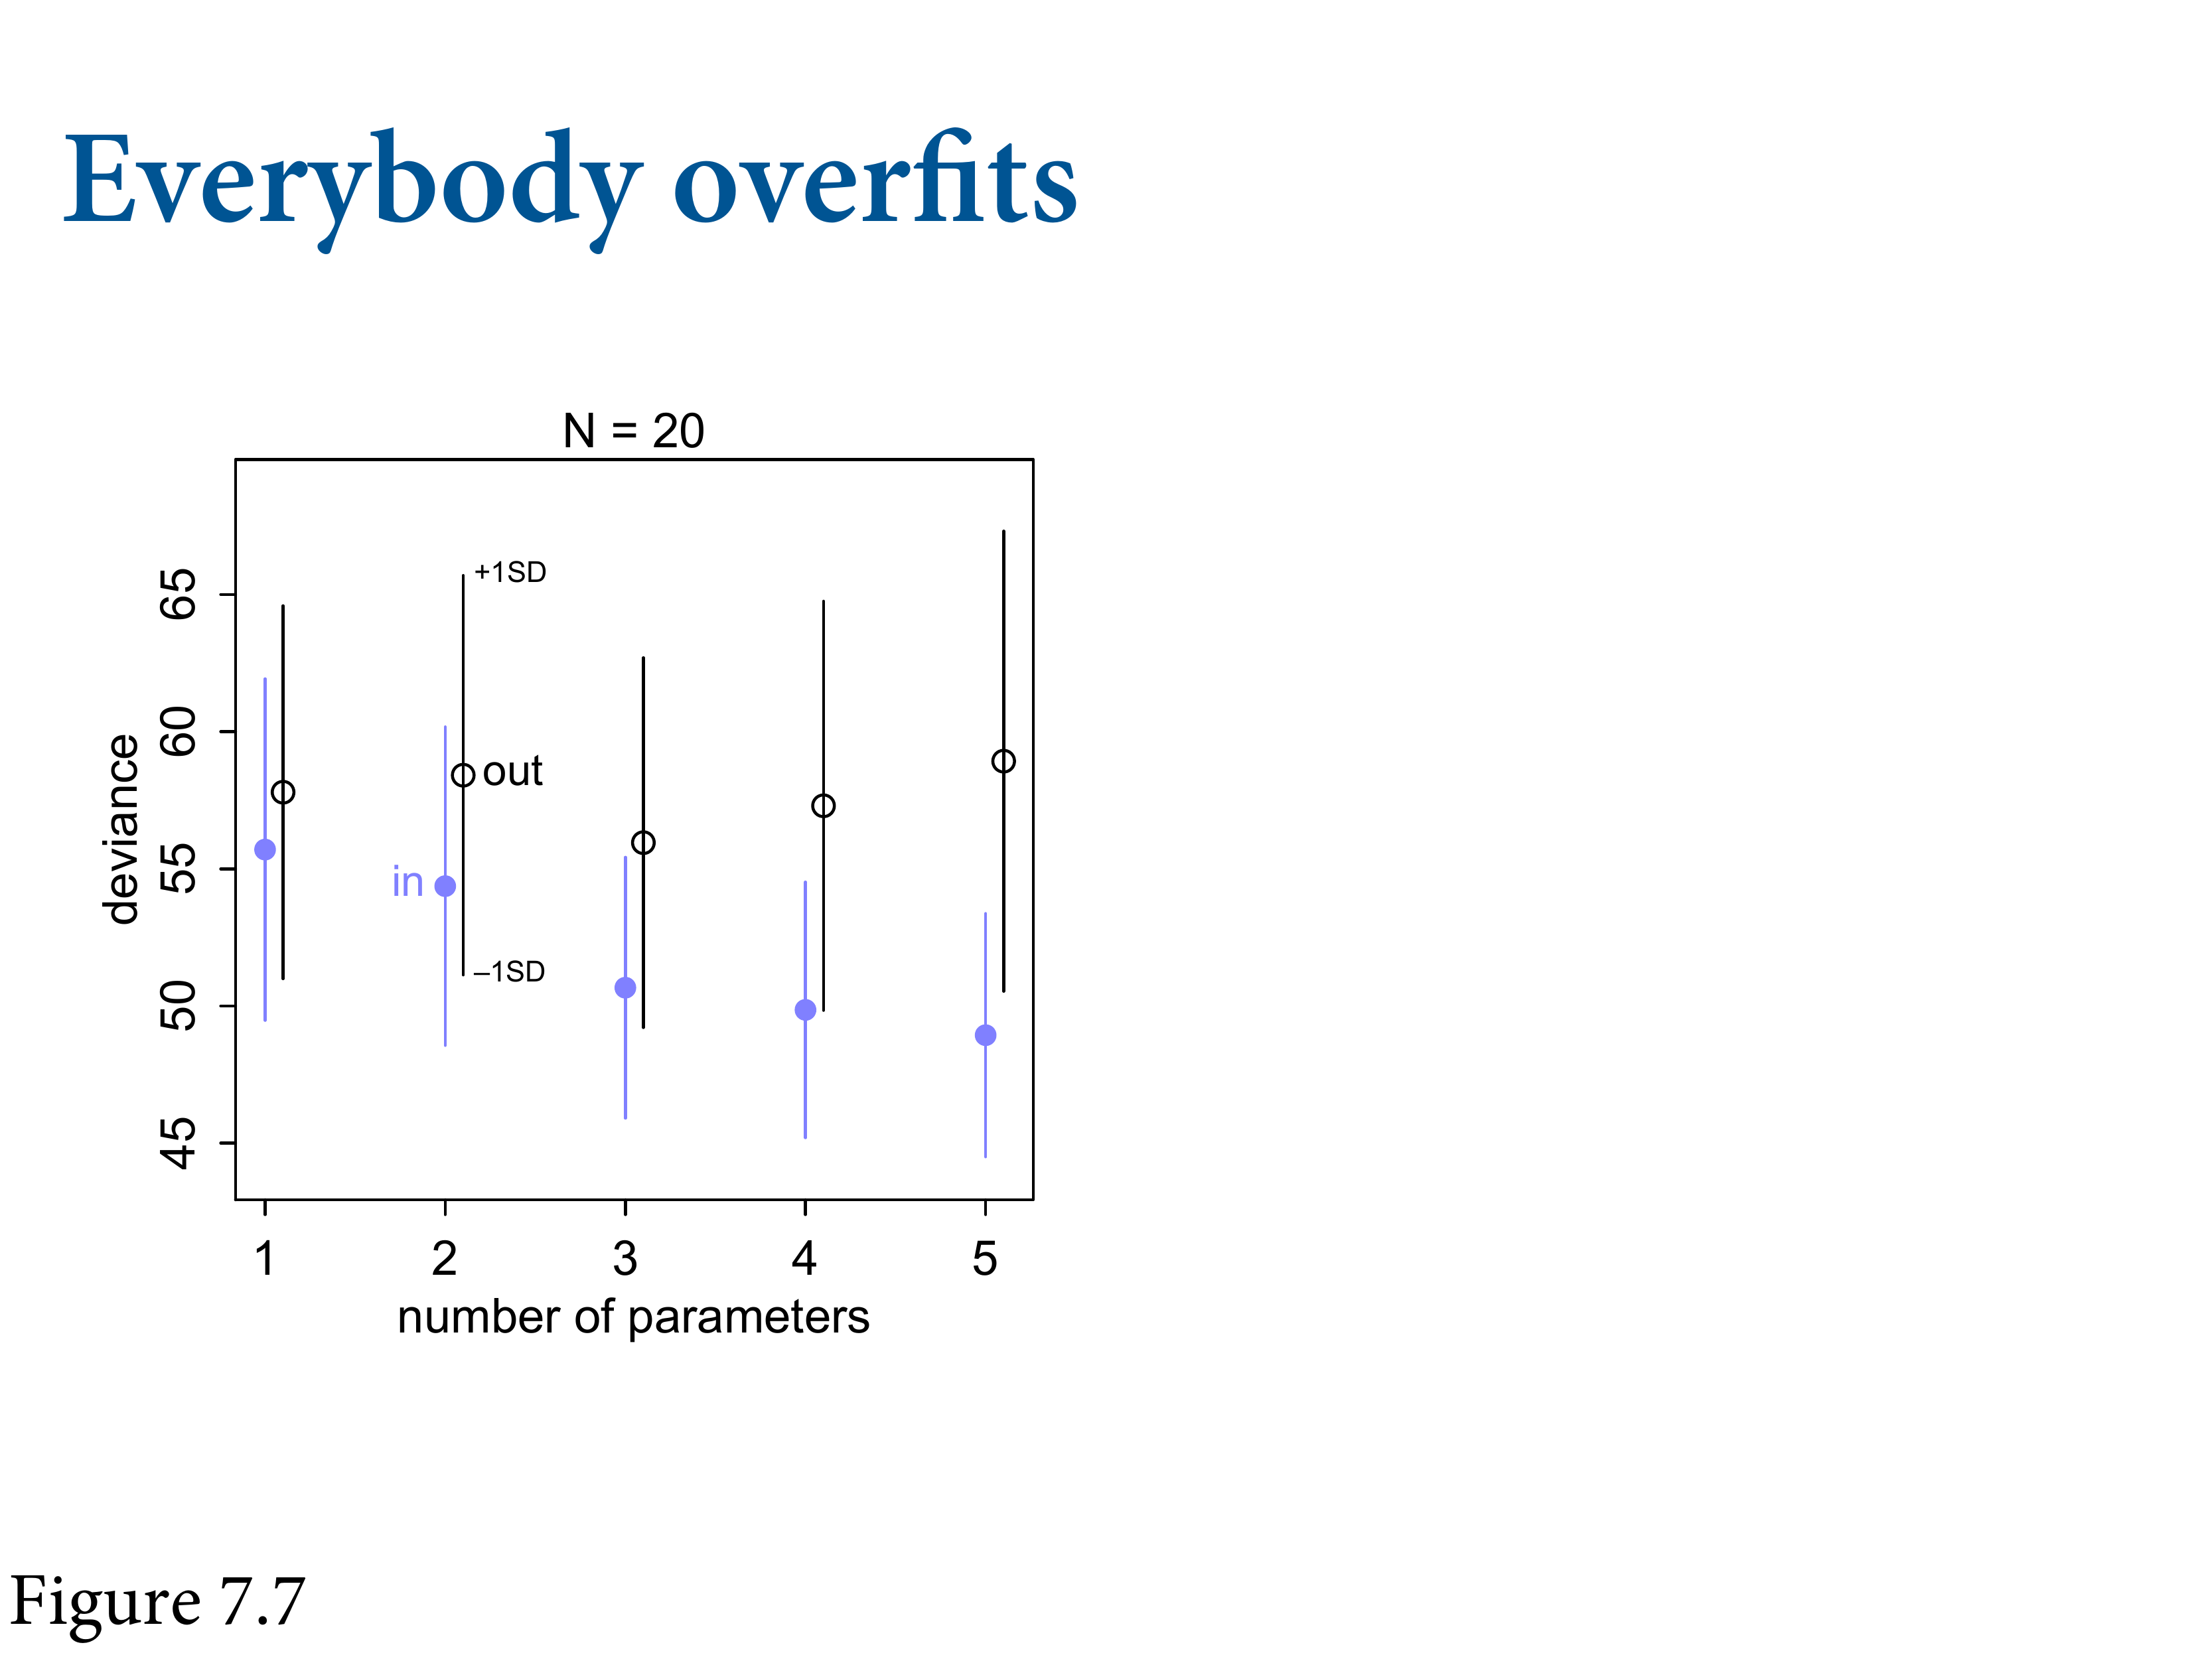 Everybody overfits
N = 20
deviance
65
60
55
50
45
+1SD
out
in
–1SD
1 2 3 4 5
number of parameters
Figure 7.7